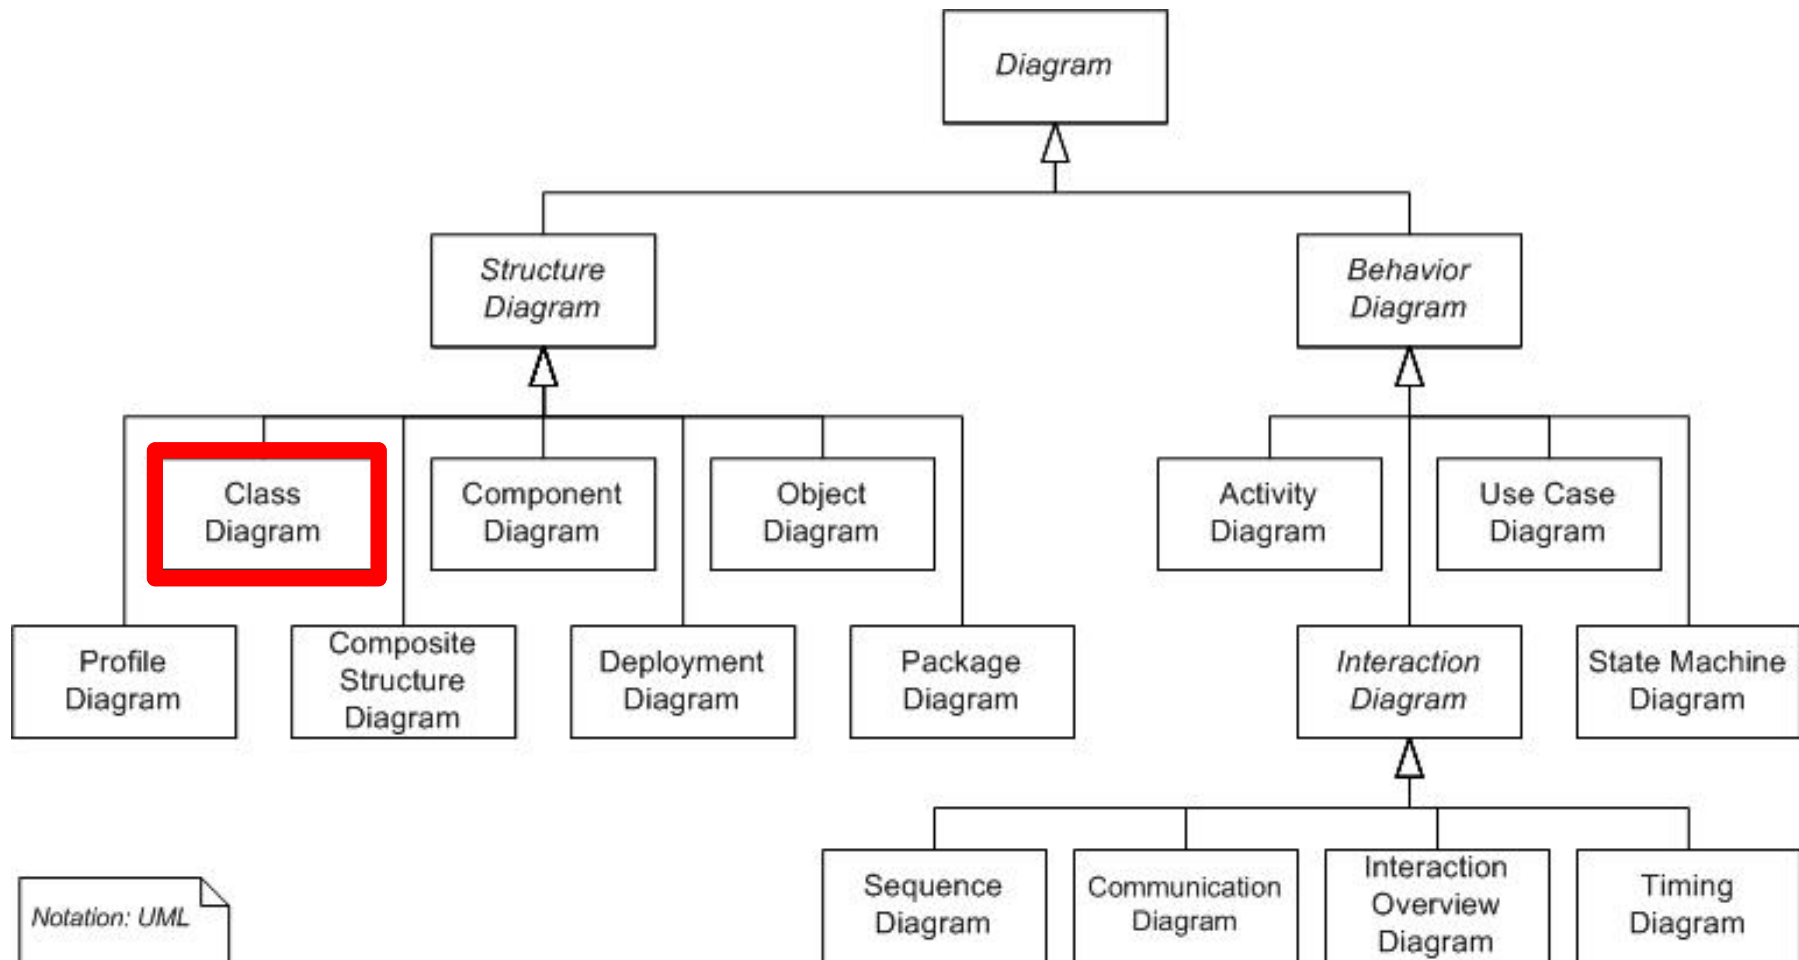 Diagram
Structure
Diagram
Behavior
Diagram
Class
Diagram
Component
Diagram
Object
Diagram
Activity
Diagram
Use Case
Diagram
Profile
Diagram
Composite
Structure
Diagram
Deployment
Diagram
Package
Diagram
Interaction
Diagram
State Machine
Diagram
Sequence
Diagram
Communication
Diagram
Interaction
Overview
Diagram
Timing
Diagram
Notation: UML